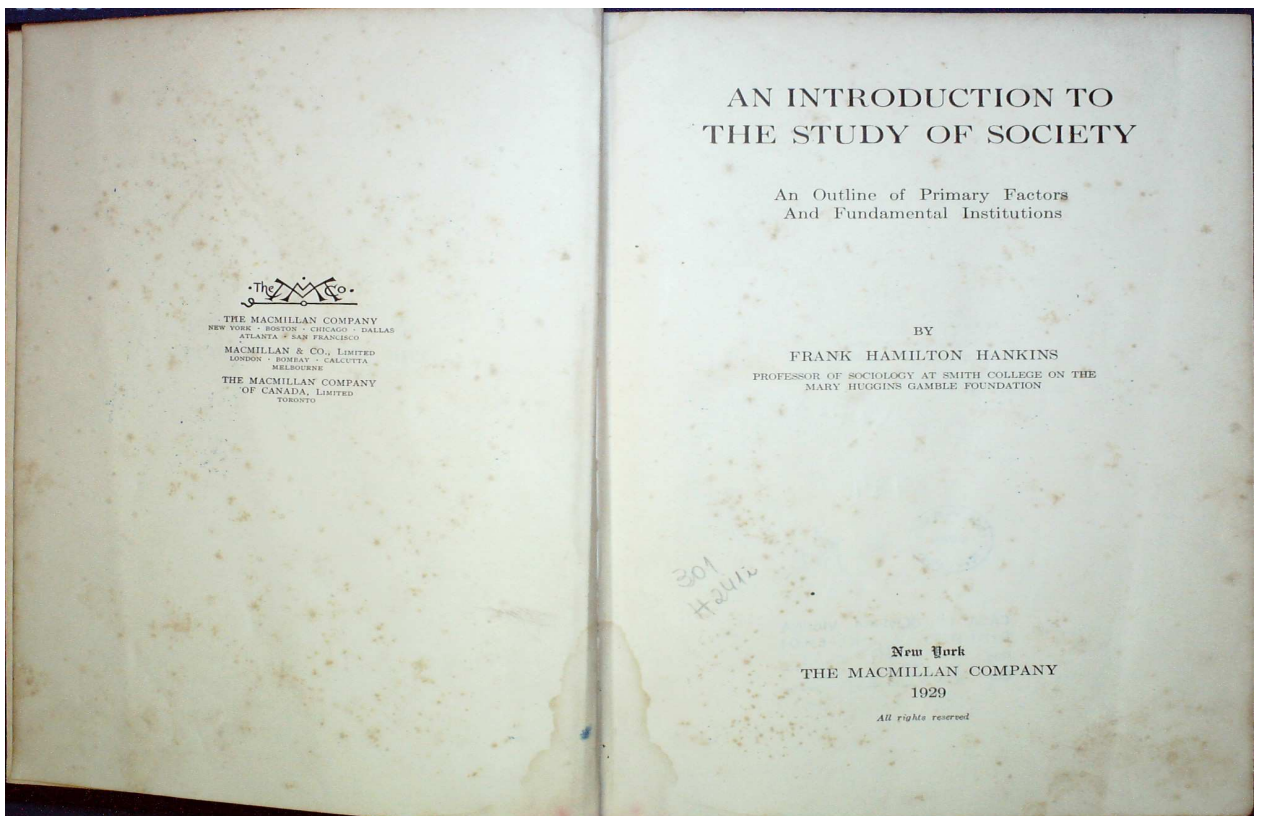 The M Co.
THE MACMILLAN COMPANY
NEW YORK · BOSTON · CHICAGO · DALLAS
ATLANTA · SAN FRANCISCO
MACMILLAN & CO., LIMITED
LONDON · BOMBAY · CALCUTTA
MELBOURNE
THE MACMILLAN COMPANY
OF CANADA, LIMITED
TORONTO
AN INTRODUCTION TO
THE STUDY OF SOCIETY
An Outline of Primary Factors
And Fundamental Institutions
BY
FRANK HAMILTON HANKINS
PROFESSOR OF SOCIOLOGY AT SMITH COLLEGE ON THE
MARY HUGGINS GAMBLE FOUNDATION
301
H241i
New York
THE MACMILLAN COMPANY
1929
All rights reserved